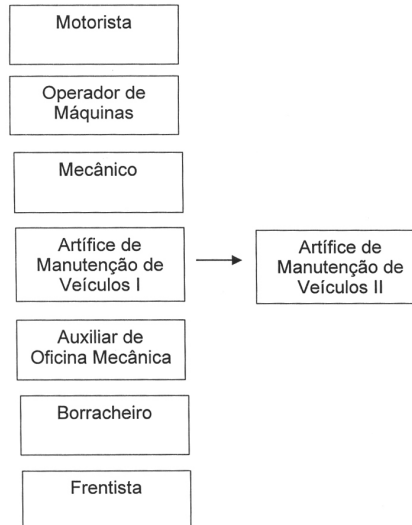 Motorista
Operador de
Máquinas
Mecânico
Artífice de
Manutenção de
Veículos I
Artífice de
Manutenção de
Veículos II
Auxiliar de
Oficina Mecânica
Borracheiro
Frentista